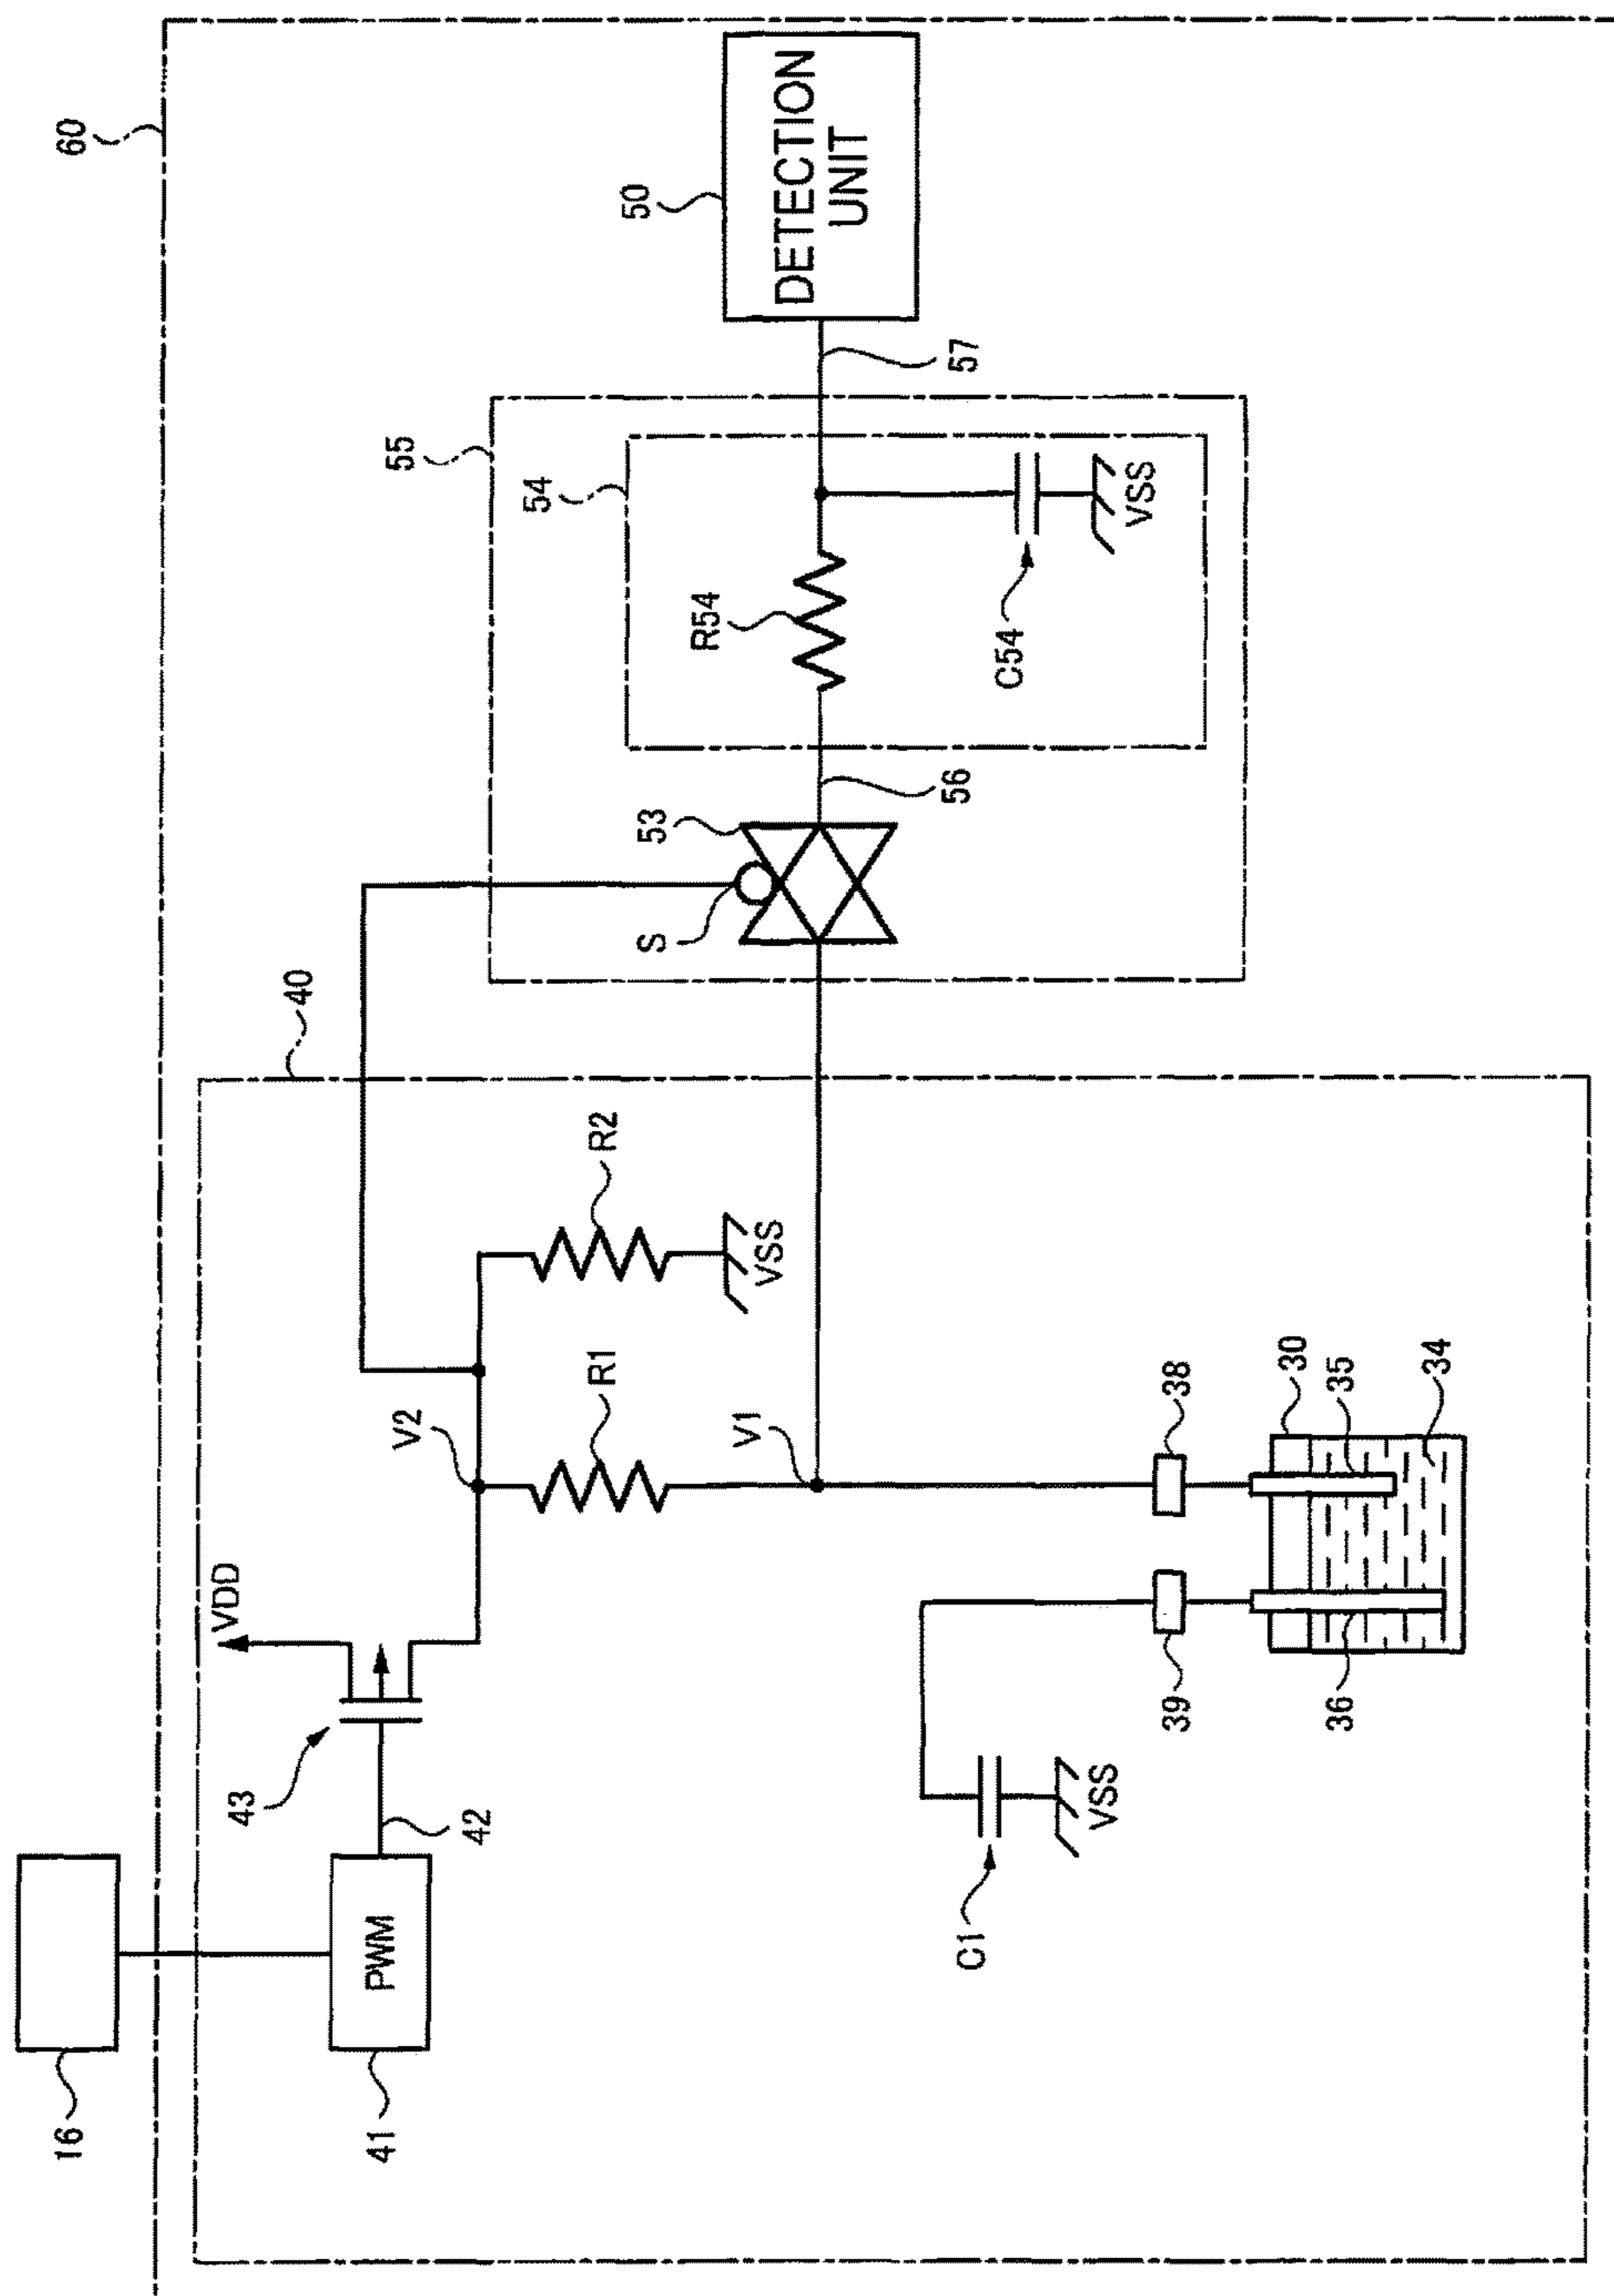 60
16
41
PWM
42
43
VDD
V2
R1
R2
VSS
40
V1
C1
VSS
39
38
36
30
35
34
55
S
53
56
54
R54
C54
VSS
57
50
DETECTION
UNIT